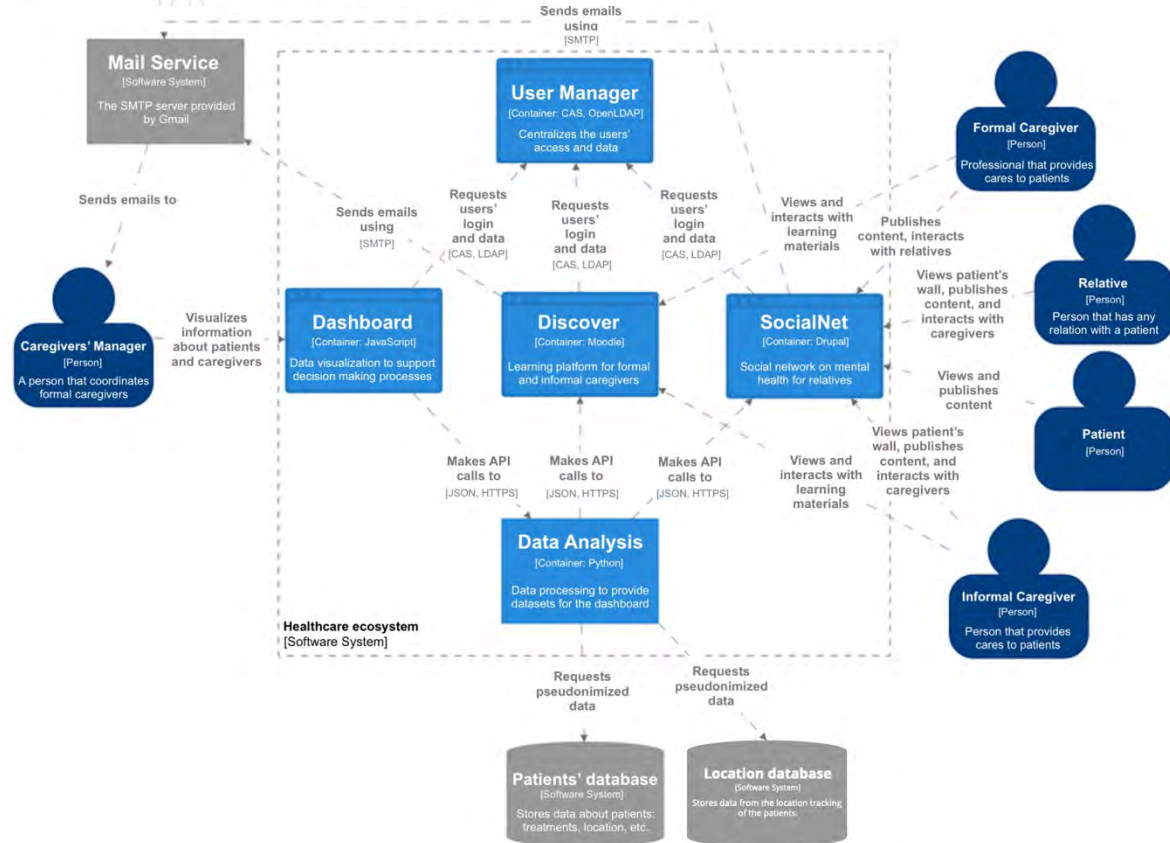 Sends emails
using
[SMTP]
Mail Service
[Software System]
The SMTP server provided
by Gmail
User Manager
[Container: CAS, OpenLDAP]
Centralizes the users'
access and data
Formal Caregiver
[Person]
Professional that provides
cares to patients
Sends emails to
Sends emails
using
[SMTP]
Requests
users'
login
and data
[CAS, LDAP]
Requests
users'
login
and data
[CAS, LDAP]
Requests
users'
login
and data
[CAS, LDAP]
Views and
interacts with
learning
materials
Publishes
content, interacts
with relatives
Relative
[Person]
Person that has any
relation with a patient
Views patient's
wall, publishes
content, and
interacts with
caregivers
Caregivers' Manager
[Person]
A person that coordinates
formal caregivers
Visualizes
information
about patients
and caregivers
Dashboard
[Container: JavaScript]
Data visualization to support
decision making processes
Discover
[Container: Moodle]
Learning platform for formal
and informal caregivers
SocialNet
[Container: Drupal]
Social network on mental
health for relatives
Views and
publishes
content
Patient
[Person]
Makes API
calls to
[JSON, HTTPS]
Makes API
calls to
[JSON, HTTPS]
Makes API
calls to
[JSON, HTTPS]
Views and
interacts with
learning
materials
Views patient's
wall, publishes
content, and
interacts with
caregivers
Data Analysis
[Container: Python]
Data processing to provide
datasets for the dashboard
Informal Caregiver
[Person]
Person that provides
cares to patients
Healthcare ecosystem
[Software System]
Requests
pseudonimized
data
Requests
pseudonimized
data
Patients' database
[Software System]
Stores data about patients:
treatments, location, etc.
Location database
[Software System]
Stores data from the location tracking
of the patients.